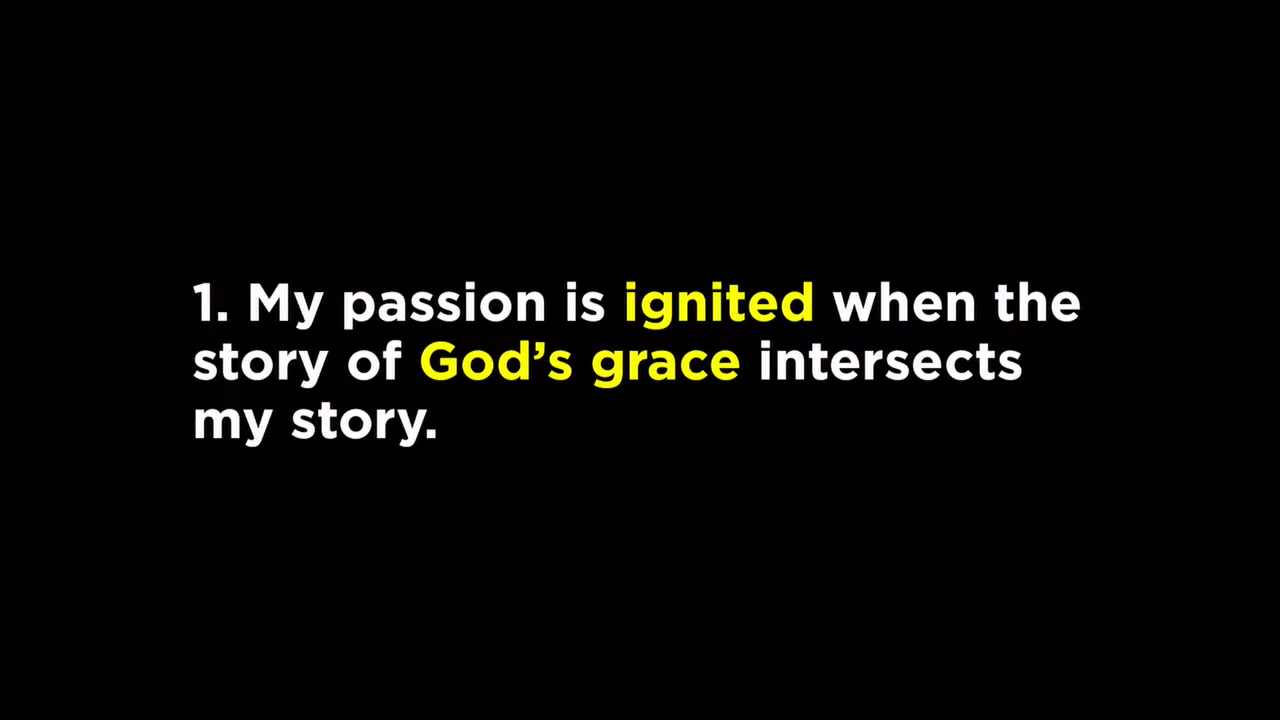 1. My passion is ignited when the
story of God’s grace intersects
my story.